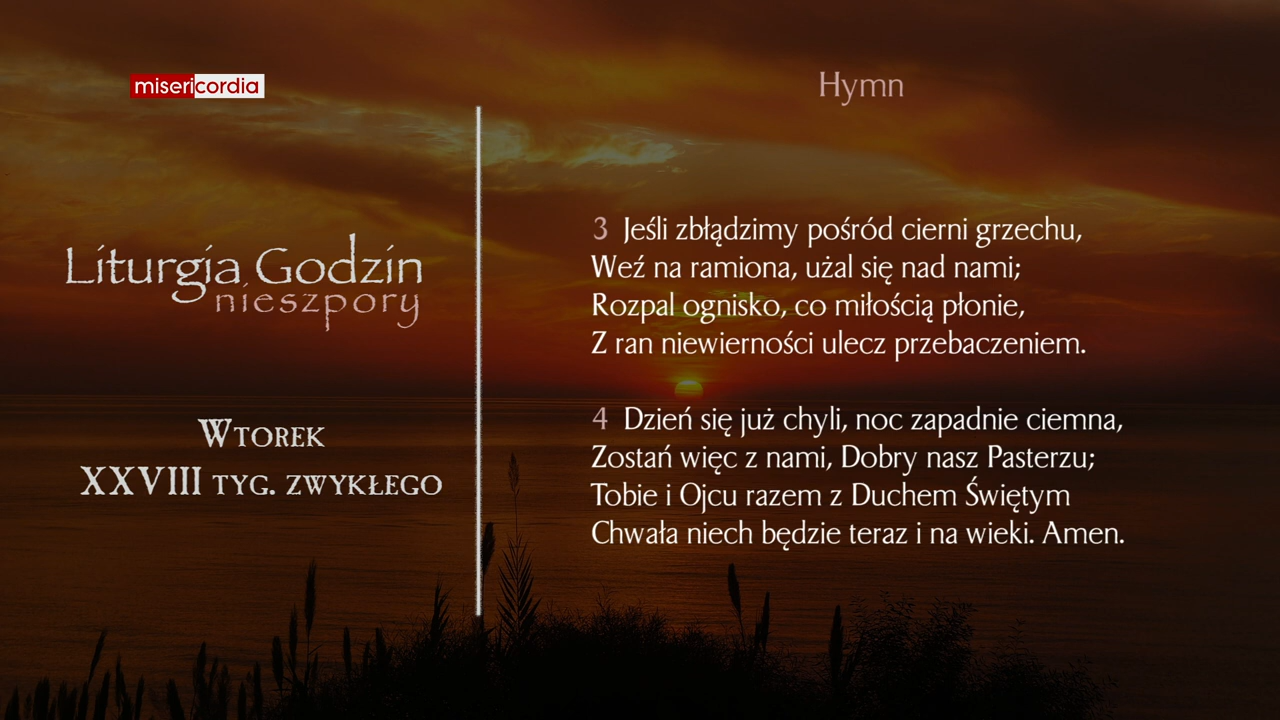 misericordia
Liturgia Godzin
nieszpory
Wtorek
XXVIII tyg. zwykłego
Hymn
3 Jeśli zbłądzimy pośród cierni grzechu,
Weź na ramiona, użal się nad nami;
Rozpal ognisko, co miłością płonie,
Z ran niewierności ulecz przebaczeniem.
4 Dzień się już chyli, noc zapadnie ciemna,
Zostań więc z nami, Dobry nasz Pasterzu;
Tobie i Ojcu razem z Duchem Świętym
Chwała niech będzie teraz i na wieki. Amen.